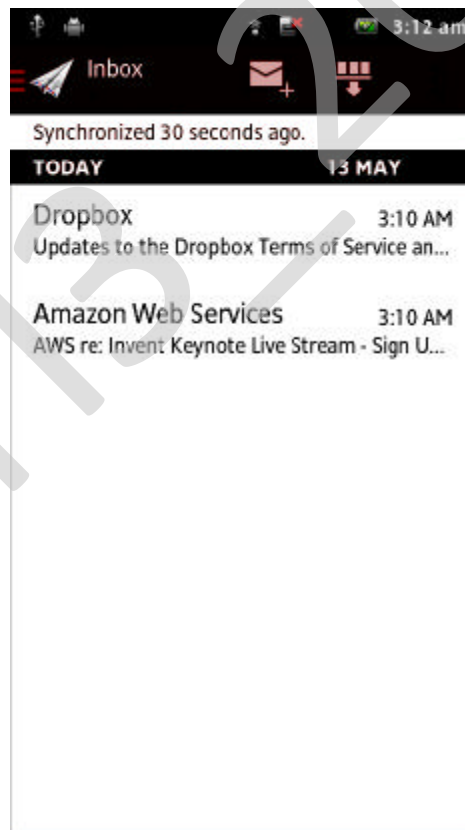 3:12 am
Inbox
Synchronized 30 seconds ago.
TODAY 13 MAY
Dropbox 3:10 AM
Updates to the Dropbox Terms of Service an...
Amazon Web Services 3:10 AM
AWS re: Invent Keynote Live Stream - Sign U...